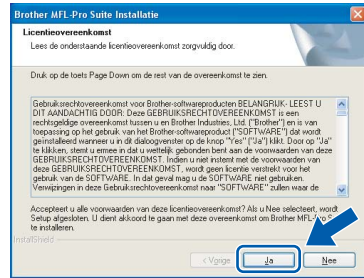 Brother MFL-Pro Suite Installatie
Licentieovereenkomst
Lees de onderstaande licentieovereenkomst zorgvuldig door.
Druk op de toets Page Down om de rest van de overeenkomst te zien.
Gebruiksrechtovereenkomst voor Brother-softwareproducten BELANGRIJK- LEEST U
DIT AANDACHTIG DOOR: Deze GEBRUIKSRECHTOVEREENKOMST is een
rechtsgeldige overeenkomst tussen u en Brother Industries, Ltd. ("Brother") en is van
toepassing op het gebruik van het Brother-softwareproduct ("SOFTWARE") dat wordt
geïnstalleerd wanneer u in dit dialoogvenster op de knop "Yes" ("Ja") klikt. Door op "Ja"
te klikken, stemt u ermee in dat u wettelijk gebonden bent aan de voorwaarden van deze
GEBRUIKSRECHTOVEREENKOMST. Indien u niet instemt met de voorwaarden van
deze GEBRUIKSRECHTOVEREENKOMST, wordt geen licentie verstrekt voor het
gebruik van de SOFTWARE. In dat geval mag u de SOFTWARE niet gebruiken.
Verwijzingen in deze Gebruiksrechtovereenkomst naar "SOFTWARE" zullen waar de
Accepteert u alle voorwaarden van deze licentieovereenkomst? Als u Nee selecteert, wordt
Setup afgesloten. U dient akkoord te gaan met deze overeenkomst om Brother MFL-Pro S
te installeren.
InstallShield
< Vorige Ja Nee